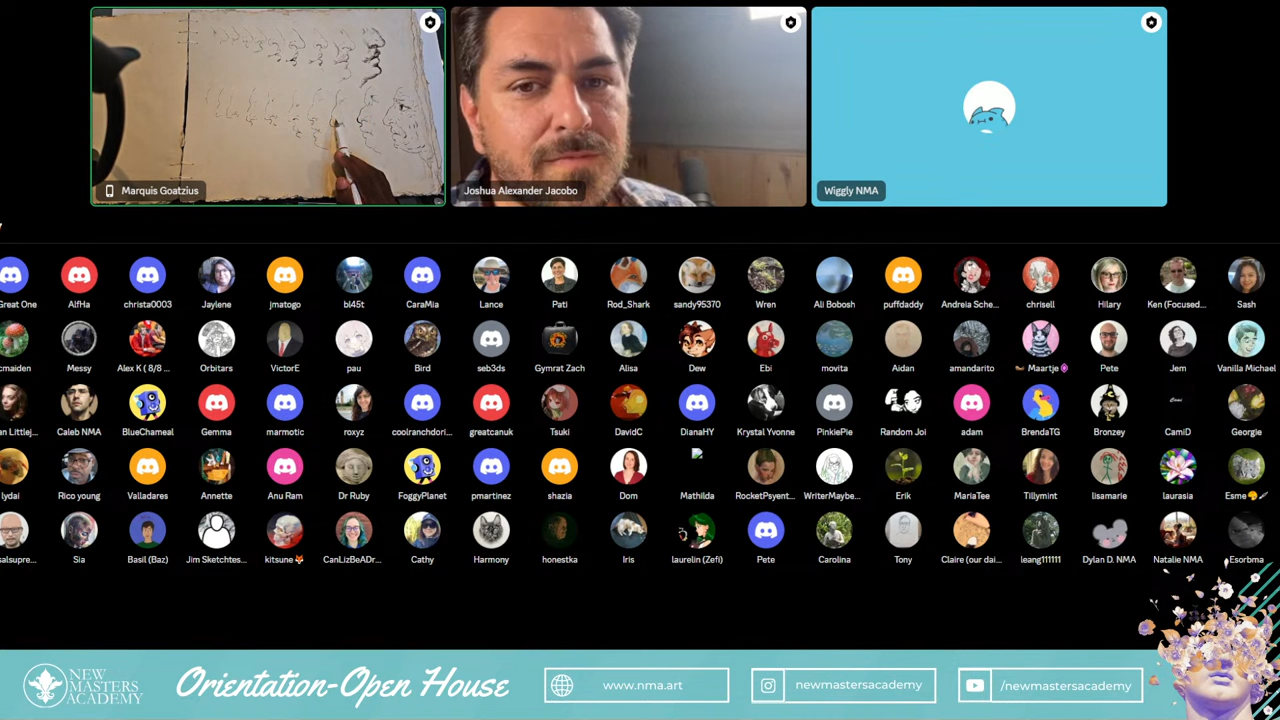 Marquis Goatzius
Joshua Alexander Jacobo
Wiggly NMA
Great One AlfHa christa0003 Jaylene jmatogo bl45t CaraMia Lance Pati Rod_Shark sandy95370 Wren Ali Bobosh puffdaddy Andreia Sche... chrisell Hilary Ken (Focused... Sash
cmaiden Messy Alex K ( 8/8 ... Orbitars VictorE pau Bird seb3ds Gymrat Zach Alisa Dew Ebi movita Aidan amandarito Maartje Pete Jem Vanilla Michael
an Littlej... Caleb NMA BlueChameal Gemma marmotic roxyz coolranchdori... greatcanuk Tsuki DavidC DianaHY Krystal Yvonne PinkiePie Random Joi adam BrendaTG Bronzey CamiD Georgie
lydai Rico young Valladares Annette Anu Ram Dr Ruby FoggyPlanet pmartinez shazia Dom Mathilda RocketPsyent... WriterMaybe... Erik MariaTee Tillymint lisamarie laurasia Esme
salsupre... Sia Basil (Baz) Jim Sketchtes... kitsune CanLizBeADr... Cathy Harmony honestka Iris laurelin (Zefi) Pete Carolina Tony Claire (our dai... leang111111 Dylan D. NMA Natalie NMA Esorbma
NEW
MASTERS
ACADEMY
Orientation-Open House
www.nma.art
newmastersacademy
/newmastersacademy